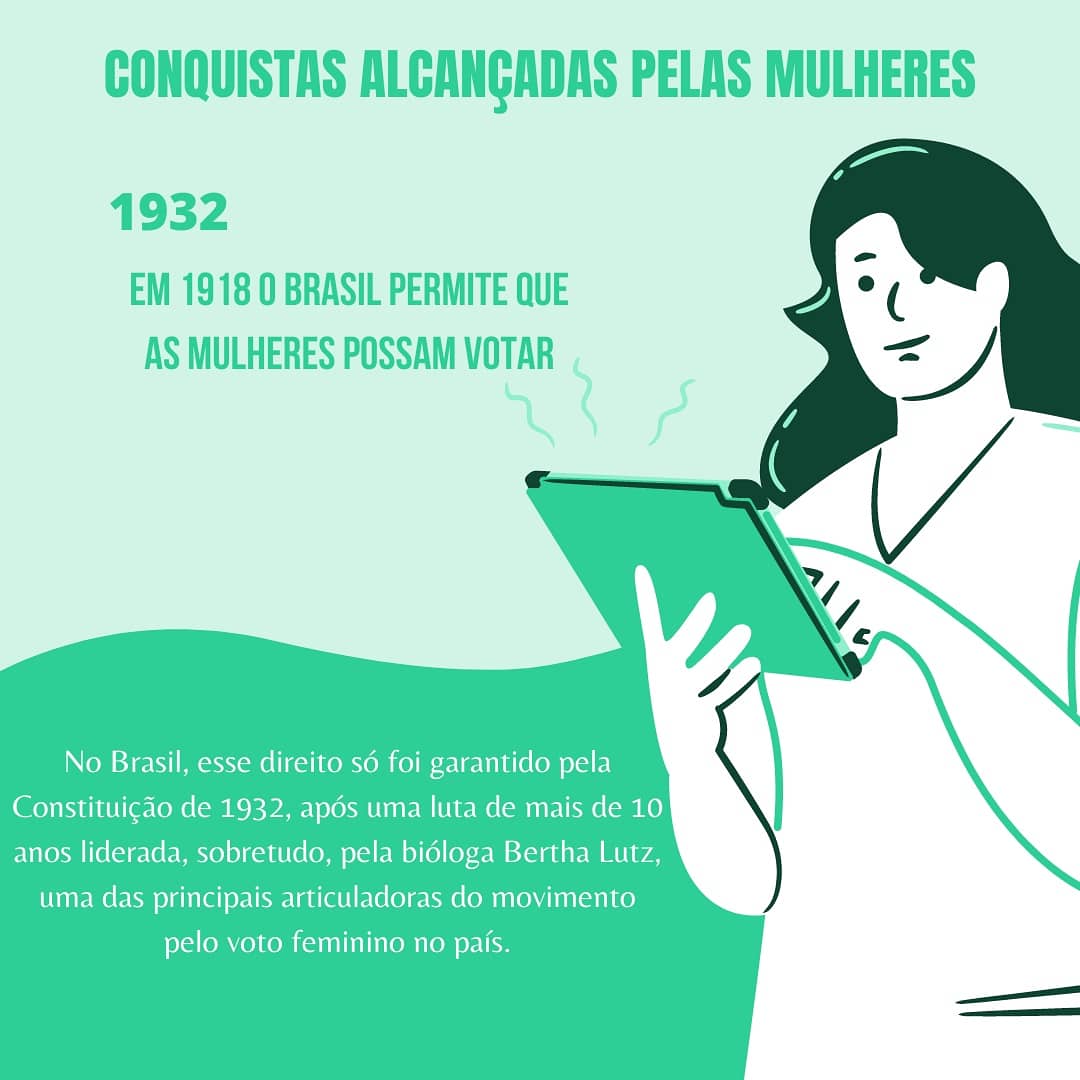 CONQUISTAS ALCANÇADAS PELAS MULHERES
1932
EM 1918 O BRASIL PERMITE QUE
AS MULHERES POSSAM VOTAR
No Brasil, esse direito só foi garantido pela
Constituição de 1932, após uma luta de mais de 10
anos liderada, sobretudo, pela bióloga Bertha Lutz,
uma das principais articuladoras do movimento
pelo voto feminino no país.